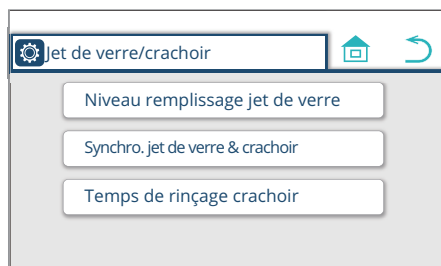 Jet de verre/crachoir
Niveau remplissage jet de verre
Synchro. jet de verre & crachoir
Temps de rinçage crachoir